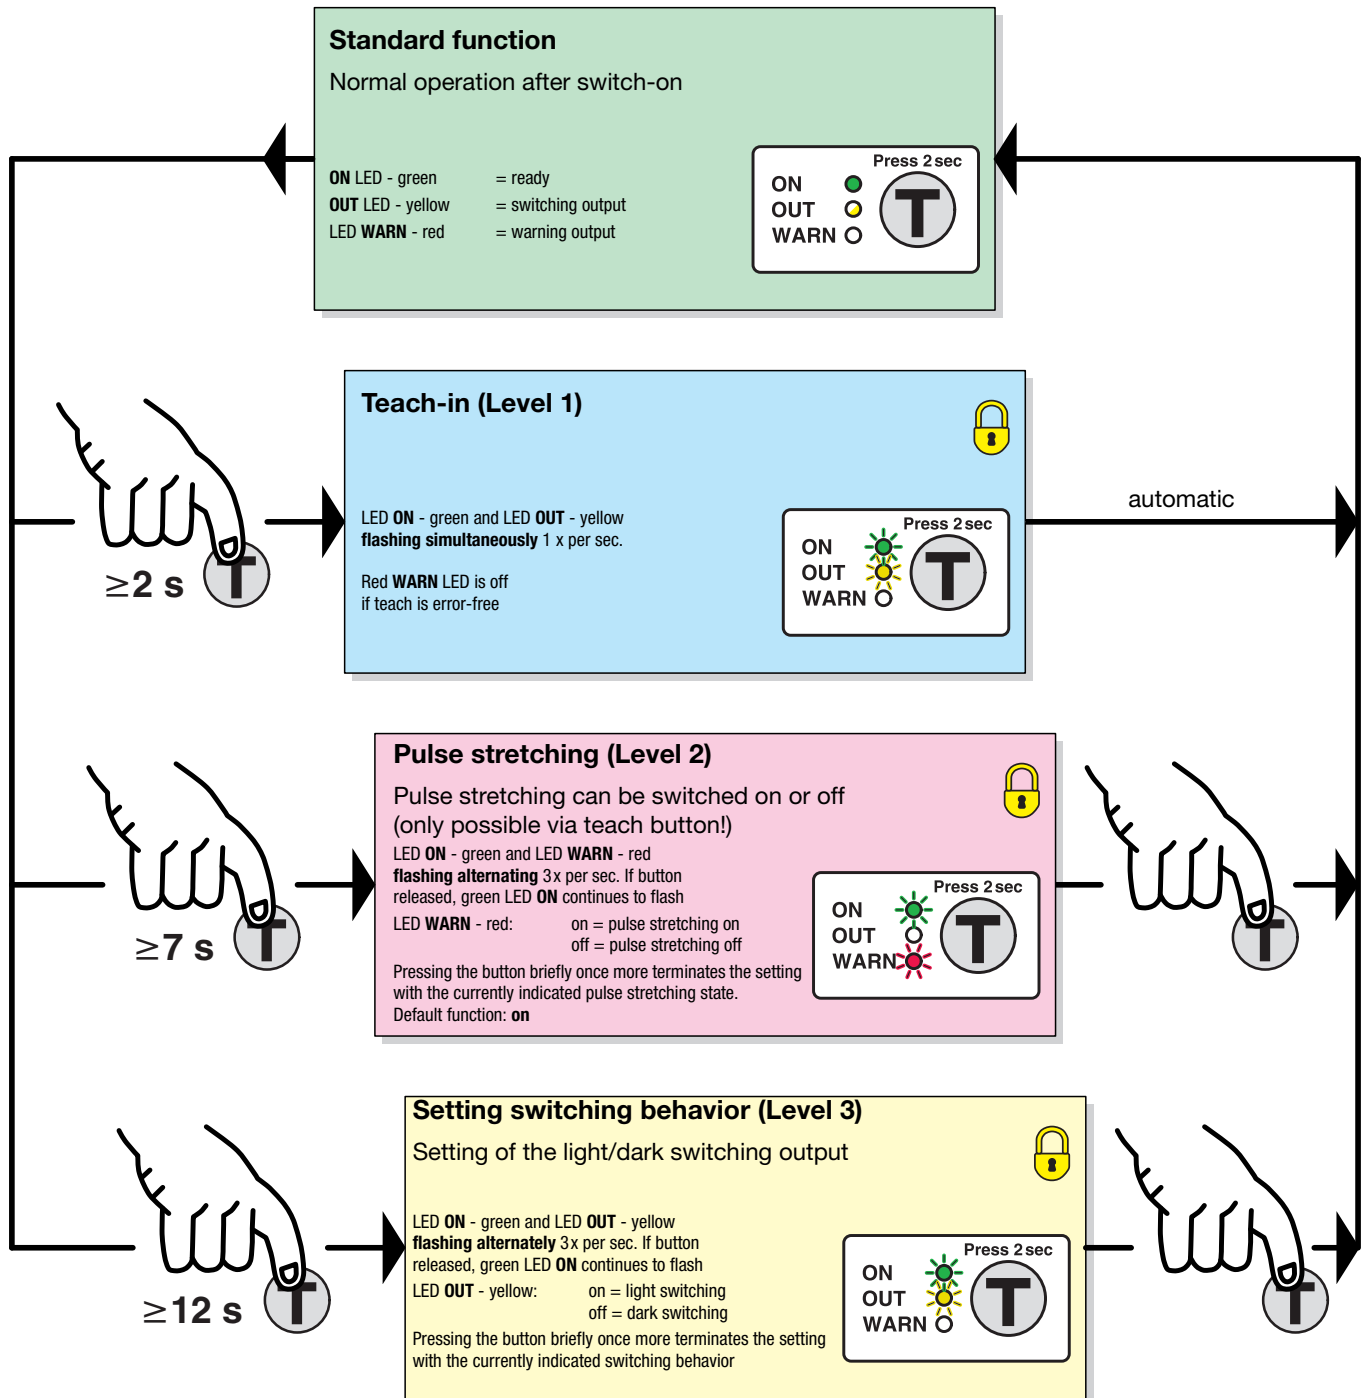 Standard function
Normal operation after switch-on
ON LED - green = ready
OUT LED - yellow = switching output
LED WARN - red = warning output
Press 2 sec
ON
OUT
WARN
T
Teach-in (Level 1)
LED ON - green and LED OUT - yellow
flashing simultaneously 1 x per sec.
Red WARN LED is off
if teach is error-free
Press 2 sec
ON
OUT
WARN
T
≥2 s
T
automatic
Pulse stretching (Level 2)
Pulse stretching can be switched on or off
(only possible via teach button!)
LED ON - green and LED WARN - red
flashing alternating 3x per sec. If button
released, green LED ON continues to flash
LED WARN - red: on = pulse stretching on
off = pulse stretching off
Pressing the button briefly once more terminates the setting
with the currently indicated pulse stretching state.
Default function: on
Press 2 sec
ON
OUT
WARN
T
≥7 s
T
T
Setting switching behavior (Level 3)
Setting of the light/dark switching output
LED ON - green and LED OUT - yellow
flashing alternately 3x per sec. If button
released, green LED ON continues to flash
LED OUT - yellow: on = light switching
off = dark switching
Pressing the button briefly once more terminates the setting
with the currently indicated switching behavior
Press 2 sec
ON
OUT
WARN
T
≥12 s
T
T